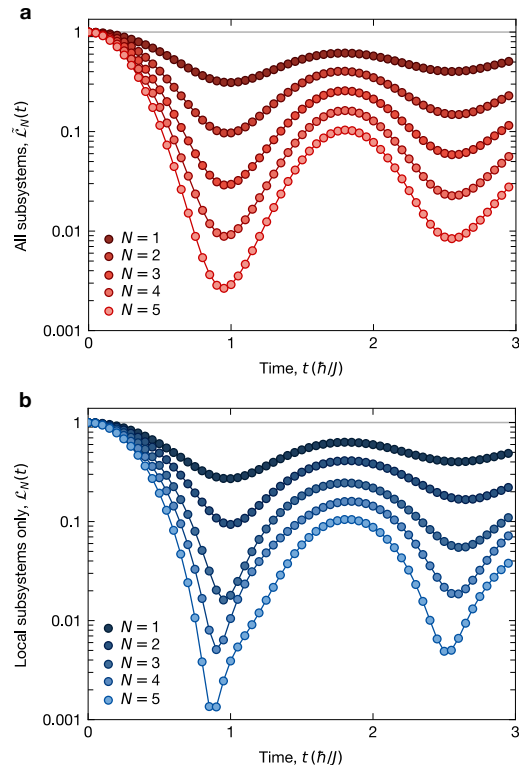 a
All subsystems, ℒ̃_N(t)
1
0.1
0.01
0.001
N = 1
N = 2
N = 3
N = 4
N = 5
0
1
2
3
Time, t (ħ/J)
b
Local subsystems only, ℒ_N(t)
1
0.1
0.01
0.001
N = 1
N = 2
N = 3
N = 4
N = 5
0
1
2
3
Time, t (ħ/J)